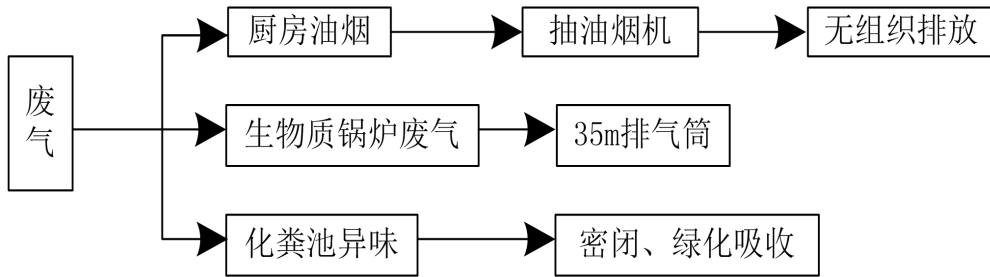 废气
厨房油烟
抽油烟机
无组织排放
生物质锅炉废气
35m排气筒
化粪池异味
密闭、绿化吸收